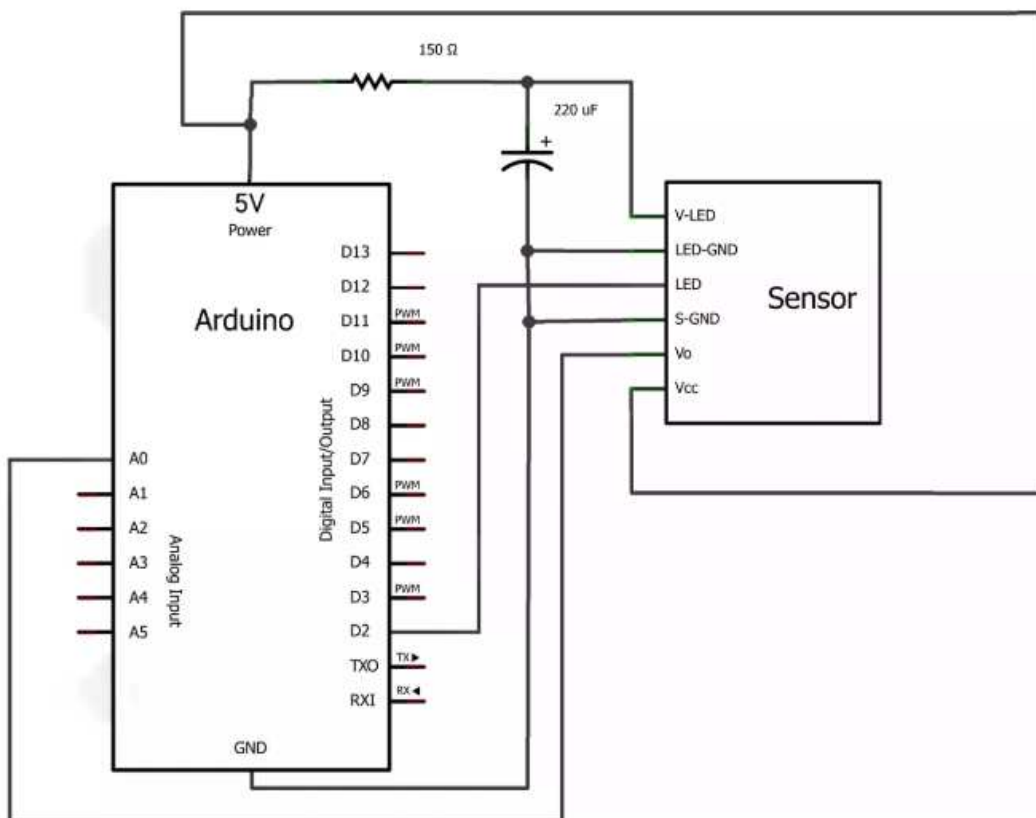 150 Ω
220 uF
+
5V
Power
Arduino
D13
D12
D11 PWM
D10 PWM
D9 PWM
D8
D7
D6 PWM
D5 PWM
D4
D3 PWM
D2
TXO TX
RXI RX
Digital Input/Output
A0
A1
A2
A3
A4
A5
Analog Input
GND
V-LED
LED-GND
LED
S-GND
Vo
Vcc
Sensor